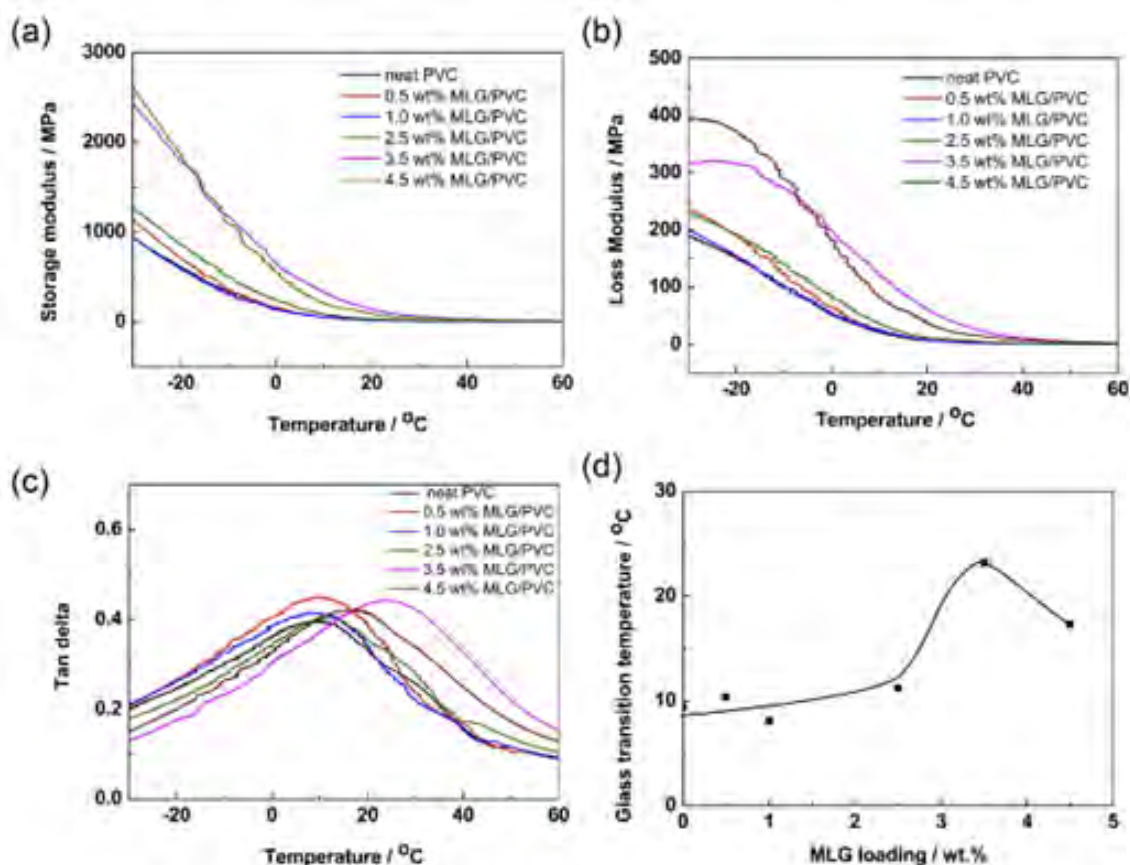 (a)
3000
2000
1000
0
Storage modulus / MPa
neat PVC
0.5 wt% MLG/PVC
1.0 wt% MLG/PVC
2.5 wt% MLG/PVC
3.5 wt% MLG/PVC
4.5 wt% MLG/PVC
-20 0 20 40 60
Temperature / °C
(b)
500
400
300
200
100
0
Loss Modulus / MPa
neat PVC
0.5 wt% MLG/PVC
1.0 wt% MLG/PVC
2.5 wt% MLG/PVC
3.5 wt% MLG/PVC
4.5 wt% MLG/PVC
-20 0 20 40 60
Temperature / °C
(c)
0.6
0.4
0.2
0.0
Tan delta
neat PVC
0.5 wt% MLG/PVC
1.0 wt% MLG/PVC
2.5 wt% MLG/PVC
3.5 wt% MLG/PVC
4.5 wt% MLG/PVC
-20 0 20 40 60
Temperature / °C
(d)
30
20
10
0
Glass transition temperature / °C
0 1 2 3 4 5
MLG loading / wt.%